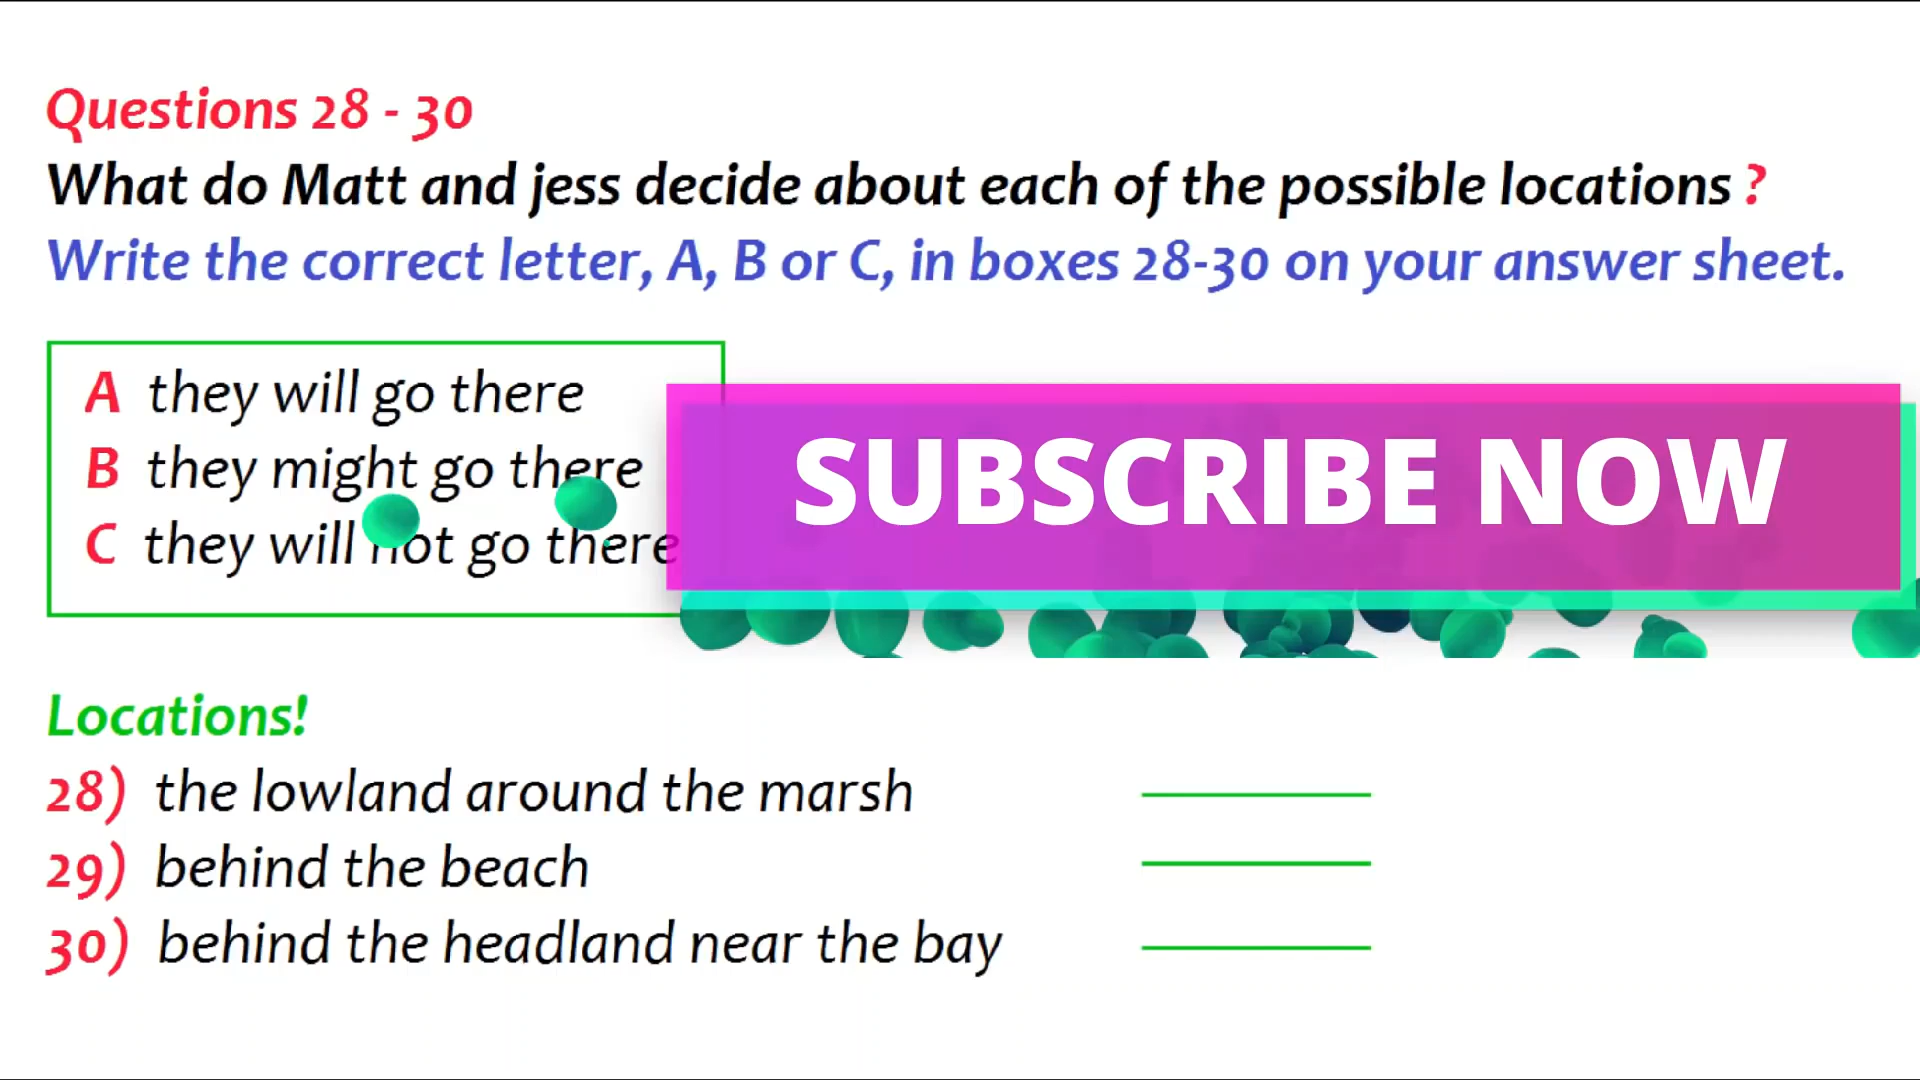 Questions 28 - 30
What do Matt and jess decide about each of the possible locations ?
Write the correct letter, A, B or C, in boxes 28-30 on your answer sheet.
A they will go there
B they might go there
C they will not go there
SUBSCRIBE NOW
Locations!
28) the lowland around the marsh
29) behind the beach
30) behind the headland near the bay